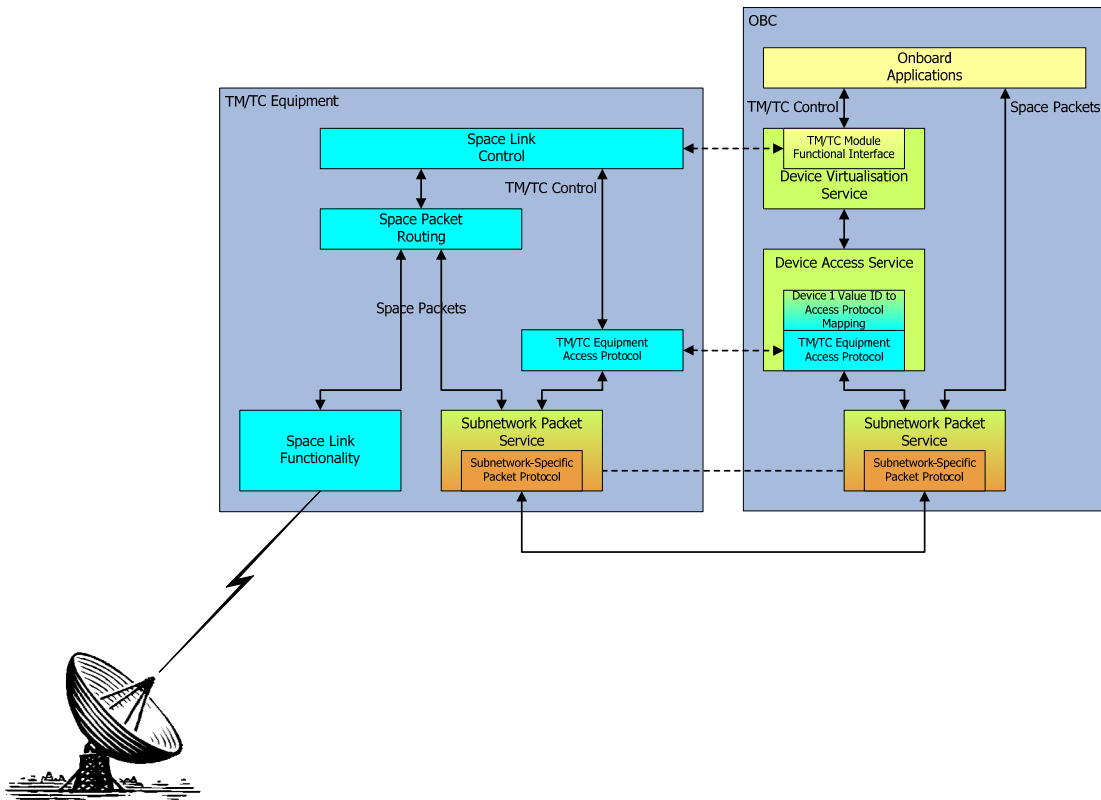 OBC
Onboard
Applications
TM/TC Control
Space Packets
TM/TC Equipment
Space Link
Control
TM/TC Module
Functional Interface
Device Virtualisation
Service
TM/TC Control
Space Packet
Routing
Device Access Service
Device 1 Value ID to
Access Protocol
Mapping
Space Packets
TM/TC Equipment
Access Protocol
TM/TC Equipment
Access Protocol
Space Link
Functionality
Subnetwork Packet
Service
Subnetwork-Specific
Packet Protocol
Subnetwork Packet
Service
Subnetwork-Specific
Packet Protocol